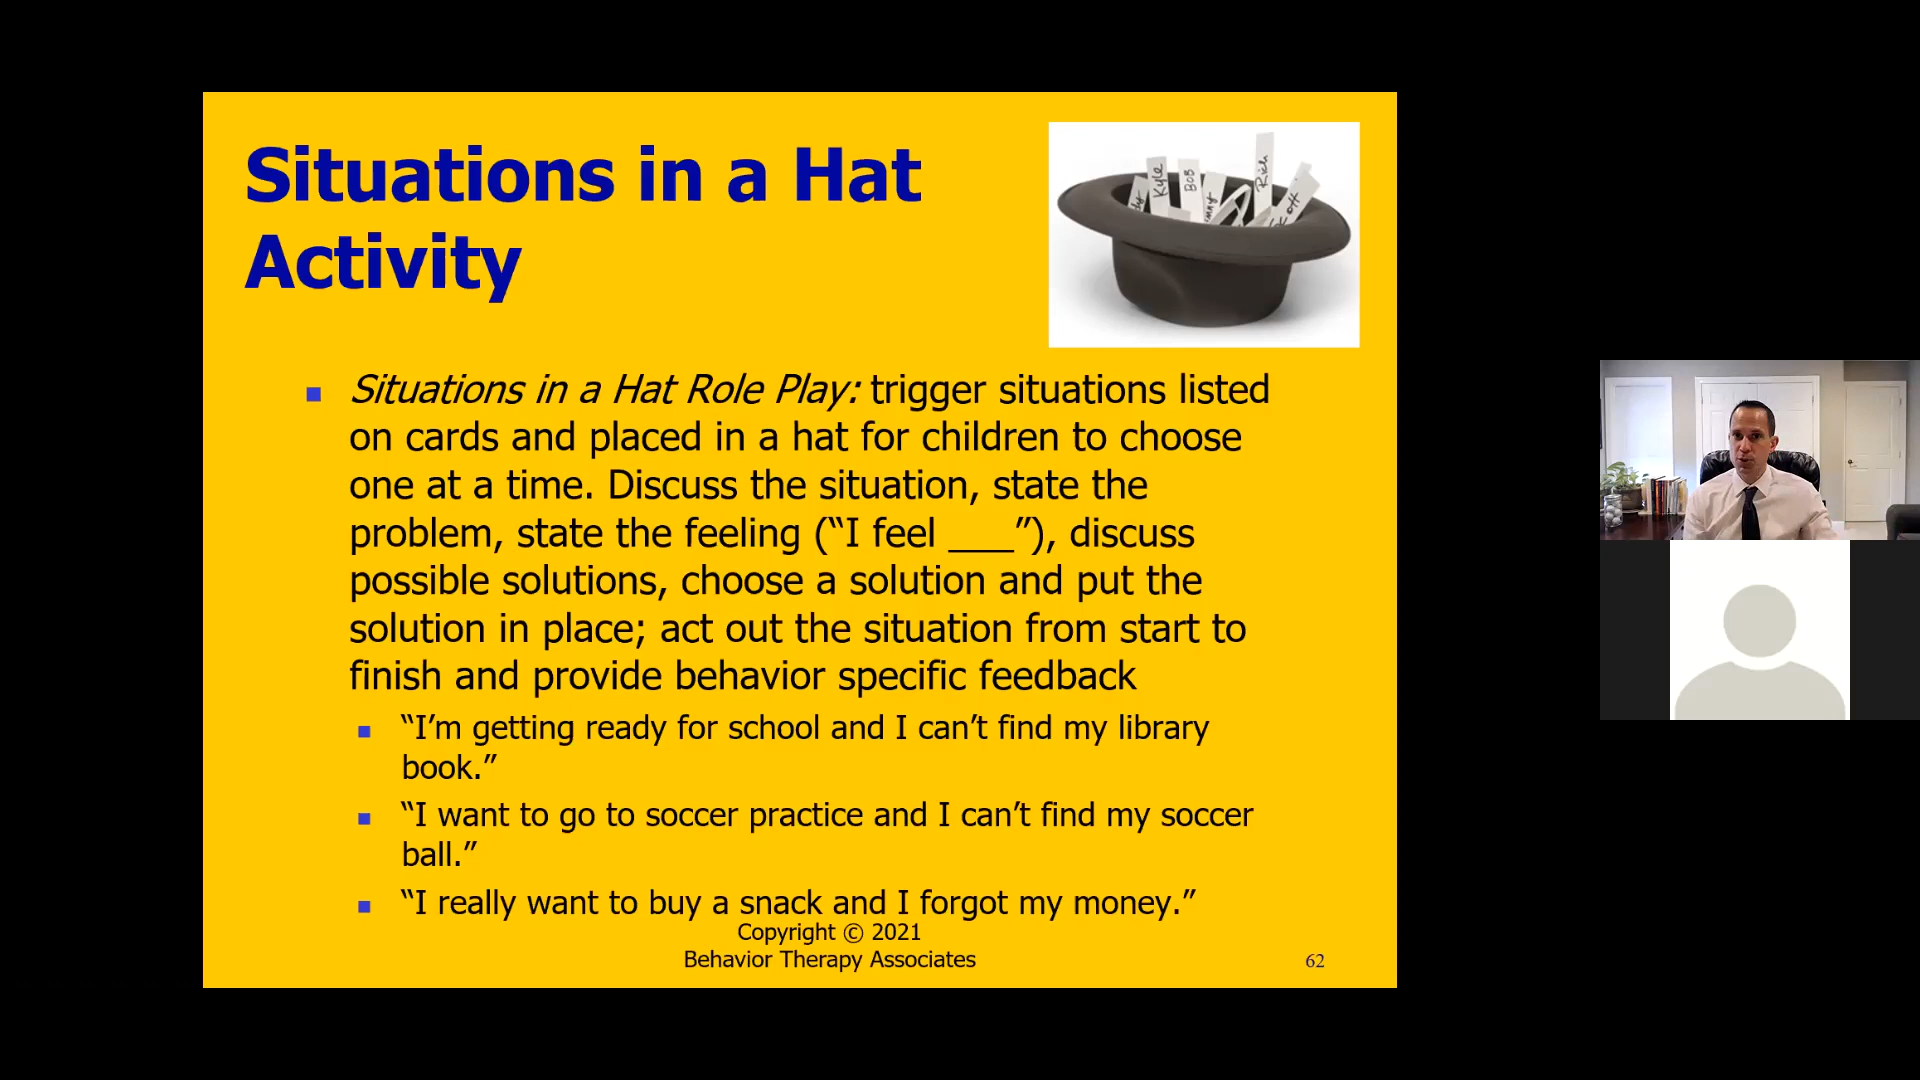 Situations in a Hat
Activity
Kyle
BOB
Rich
Situations in a Hat Role Play: trigger situations listed
on cards and placed in a hat for children to choose
one at a time. Discuss the situation, state the
problem, state the feeling (“I feel ___”), discuss
possible solutions, choose a solution and put the
solution in place; act out the situation from start to
finish and provide behavior specific feedback
“I’m getting ready for school and I can’t find my library
book.”
“I want to go to soccer practice and I can’t find my soccer
ball.”
“I really want to buy a snack and I forgot my money.”
Copyright © 2021
Behavior Therapy Associates
62